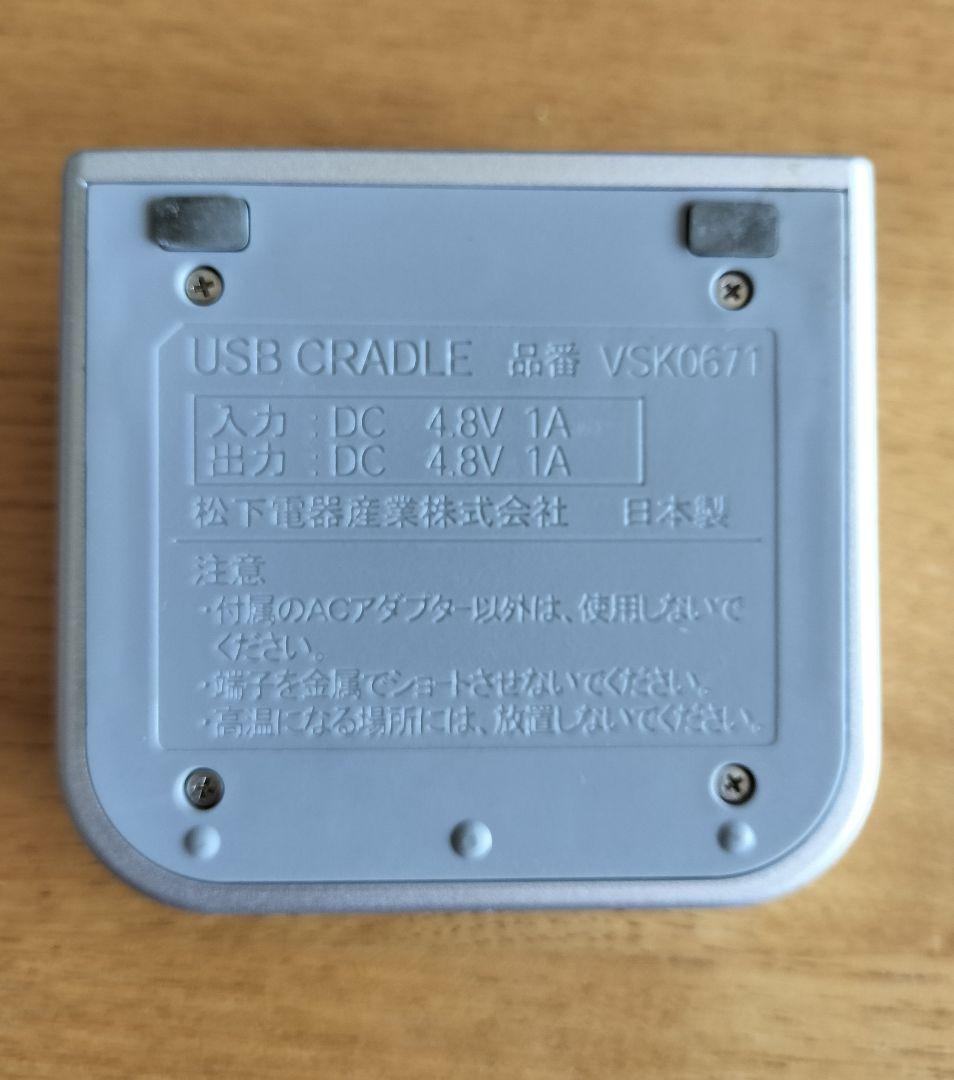 USB CRADLE 品番 VSK0671
入力 : DC 4.8V 1A
出力 : DC 4.8V 1A
松下電器産業株式会社 日本製
注意
・付属のACアダプター以外は、使用しないで
ください。
・端子を金属でショートさせないでください。
・高温になる場所には、放置しないでください。